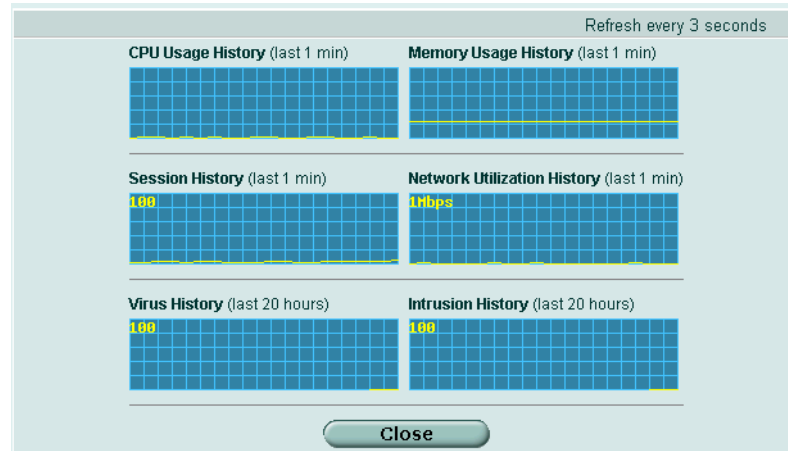 Refresh every 3 seconds
CPU Usage History (last 1 min)
Memory Usage History (last 1 min)
Session History (last 1 min)
Network Utilization History (last 1 min)
100
1Mbps
Virus History (last 20 hours)
Intrusion History (last 20 hours)
100
100
Close